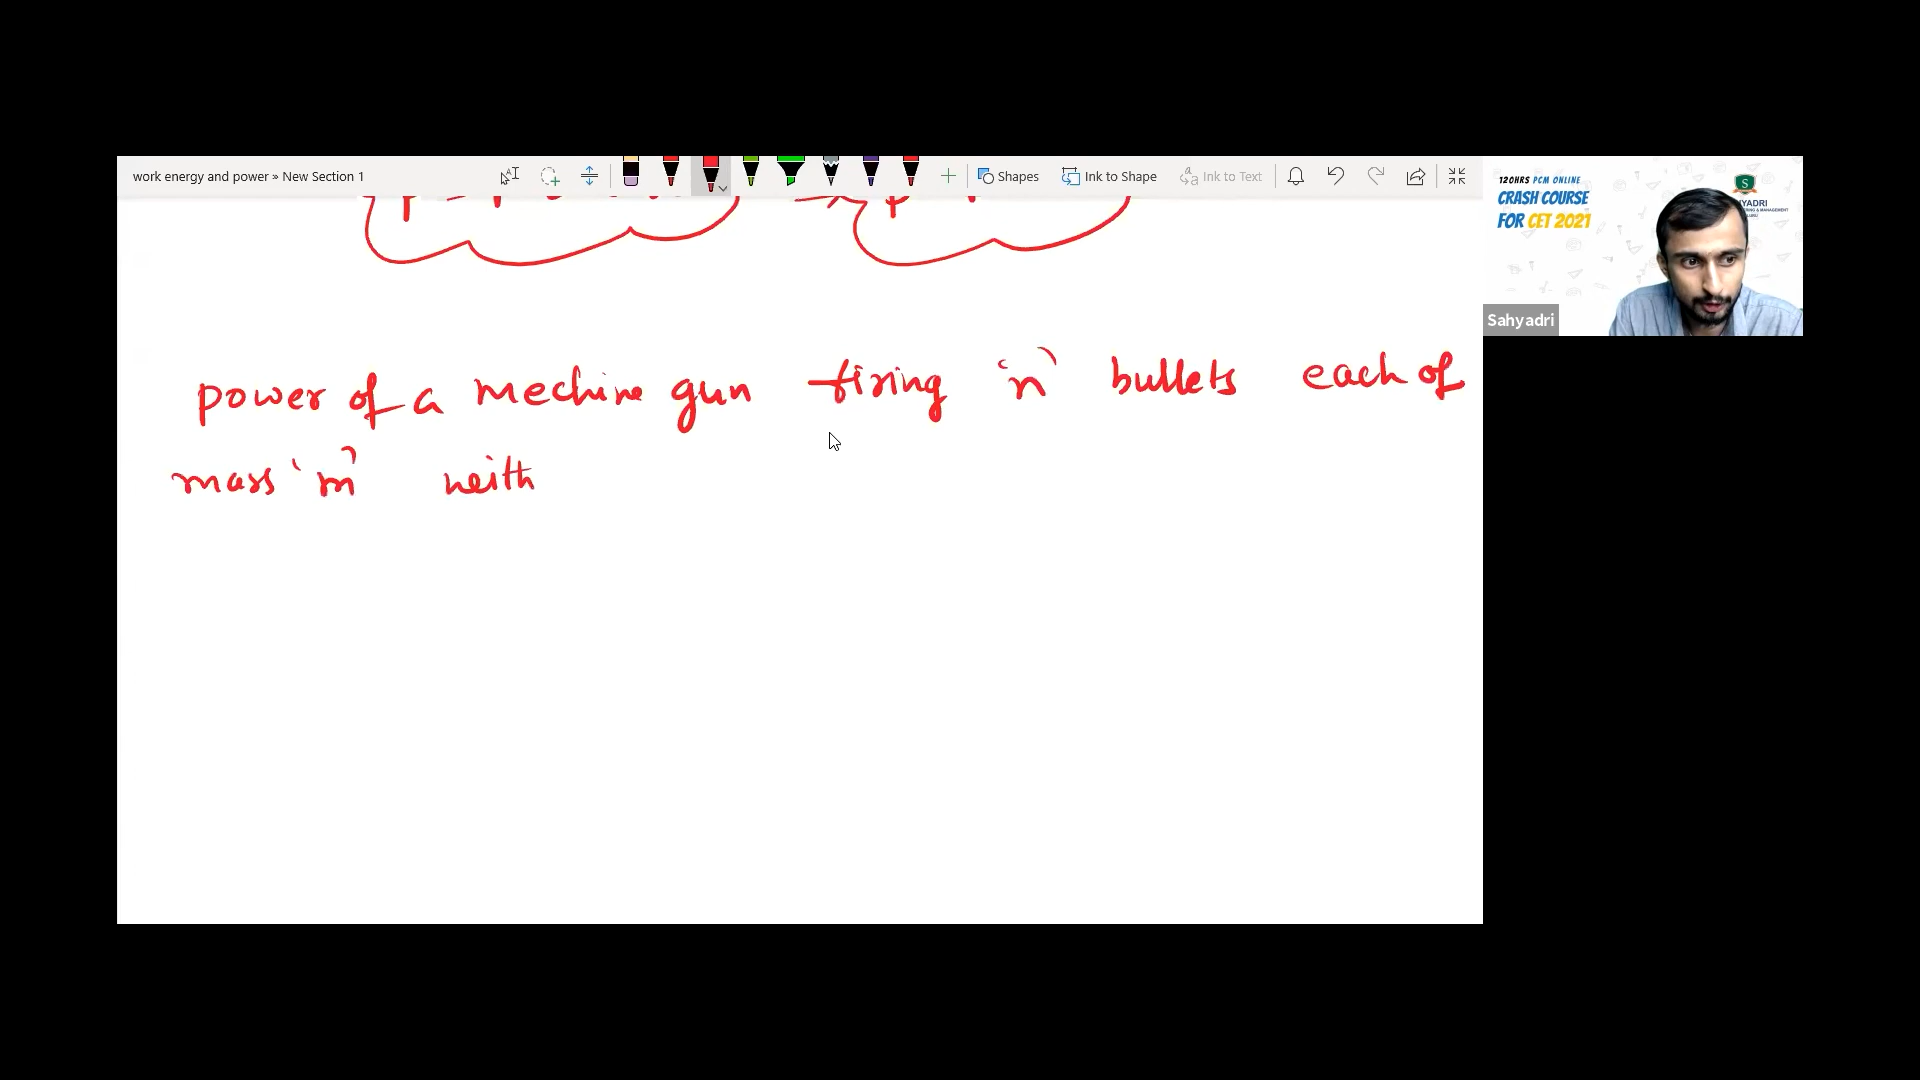 work energy and power » New Section 1
Shapes
Ink to Shape
Ink to Text
120HRS PCM ONLINE
CRASH COURSE
FOR CET 2021
Sahyadri
power of a mechine gun firing 'n' bullets each of
mass 'm' with